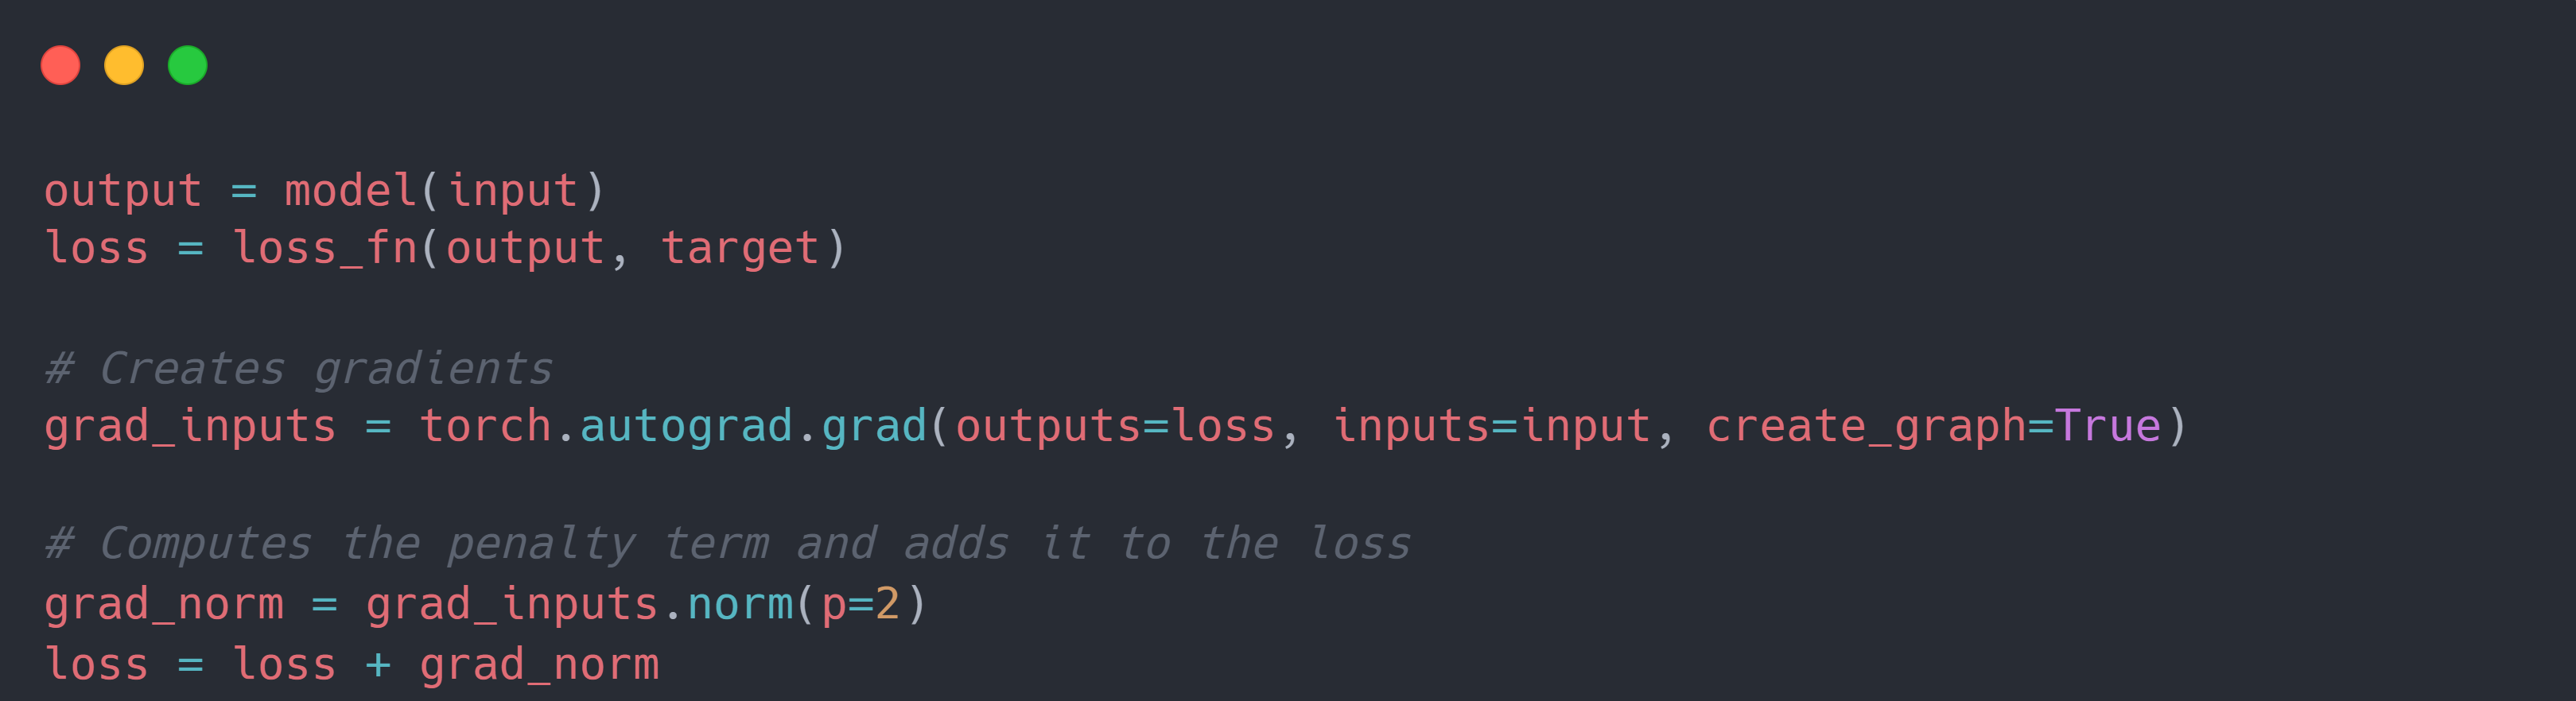 output = model(input)
loss = loss_fn(output, target)
# Creates gradients
grad_inputs = torch.autograd.grad(outputs=loss, inputs=input, create_graph=True)
# Computes the penalty term and adds it to the loss
grad_norm = grad_inputs.norm(p=2)
loss = loss + grad_norm